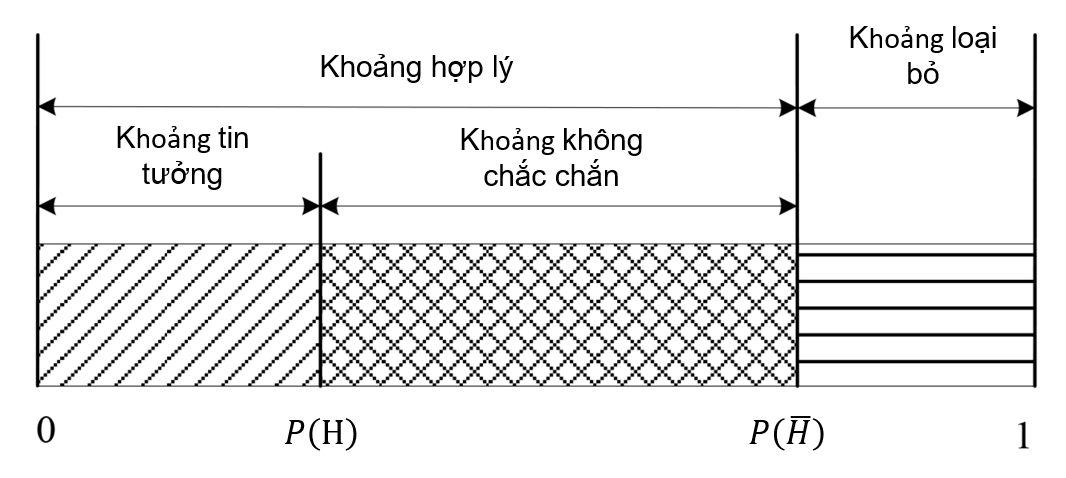 Khoảng hợp lý
Khoảng loại
bỏ
Khoảng tin
tưởng
Khoảng không
chắc chắn
0
P(H)
P(H̅)
1